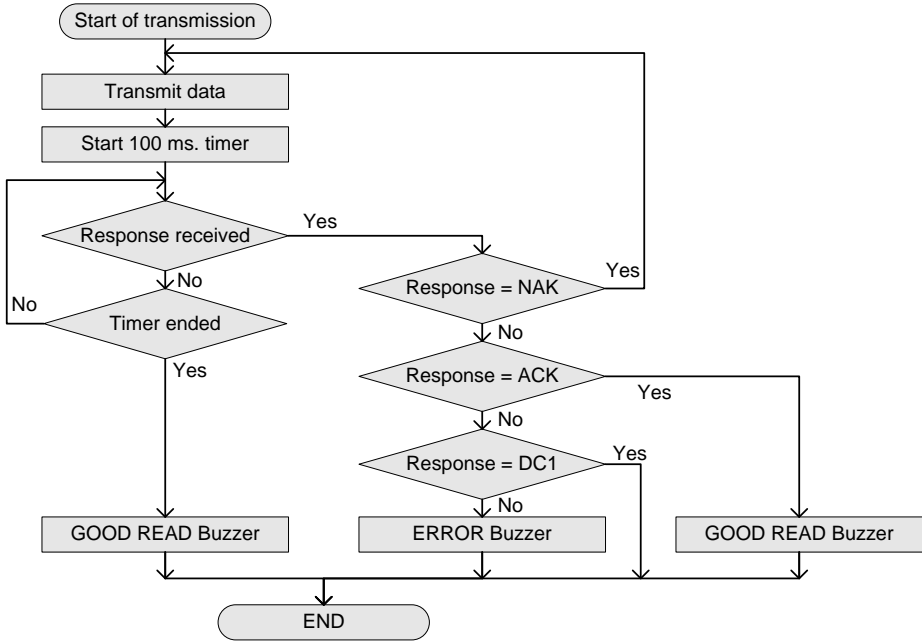 Start of transmission
Transmit data
Start 100 ms. timer
Response received
Yes
No
Response = NAK
Yes
Timer ended
No
Yes
No
Response = ACK
Yes
No
Response = DC1
Yes
No
GOOD READ Buzzer
ERROR Buzzer
GOOD READ Buzzer
END